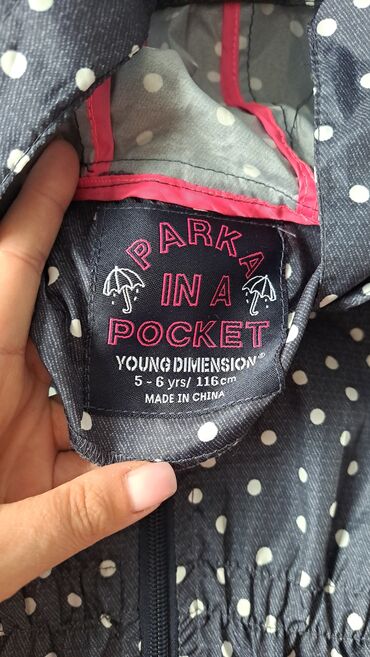 PARKA
IN A
POCKET
YOUNG DIMENSION®
5 - 6 yrs/ 116cm
MADE IN CHINA